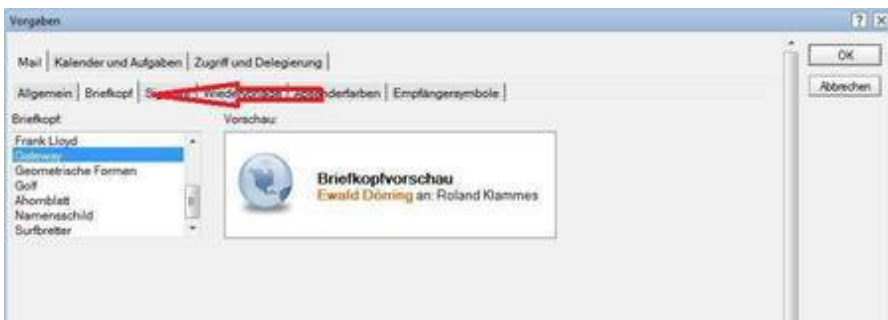 Vorgaben
Mail Kalender und Aufgaben Zugriff und Delegierung
OK
Allgemein Briefkopf Empfängersymbole
Abbrechen
Briefkopf:
Vorschau:
Frank Lloyd
Gateway
Geometrische Formen
Golf
Ahornblatt
Namensschild
Surfbretter
Briefkopfvorschau
Ewald Dörring an: Roland Klammes